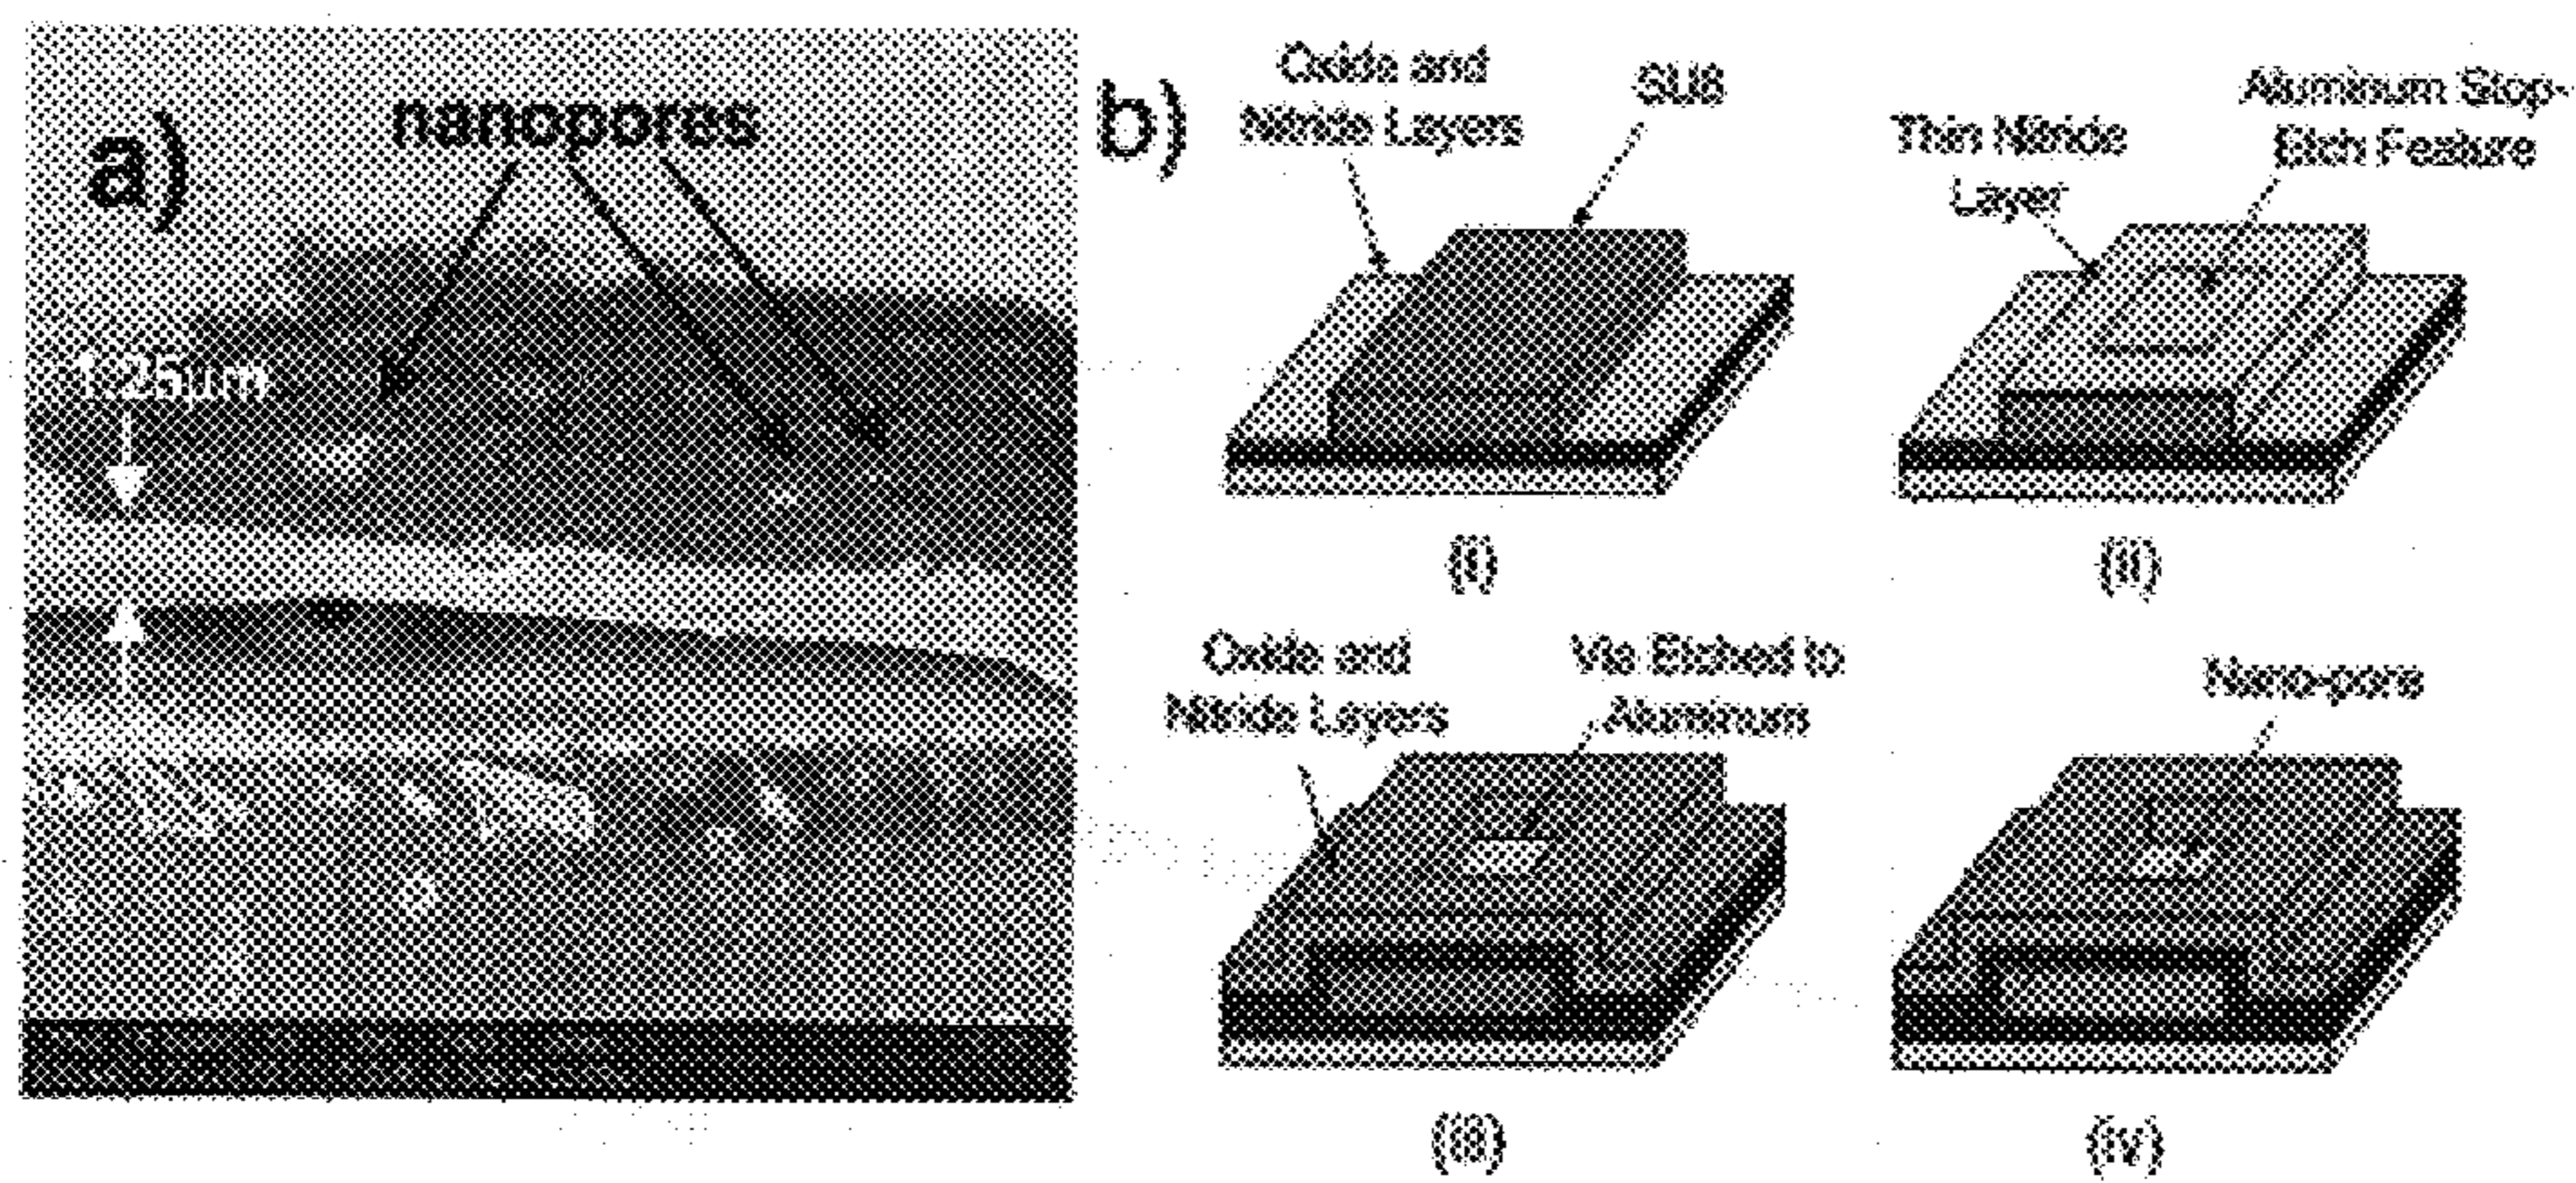 a)
nanopores
1.25μm
b)
Oxide and
Nitride Layers
SU8
Thin Nitride
Layer
Aluminum Stop-
Etch Feature
(i)
(ii)
Oxide and
Nitride Layers
Via Etched to
Aluminum
Nano-pore
(iii)
(iv)